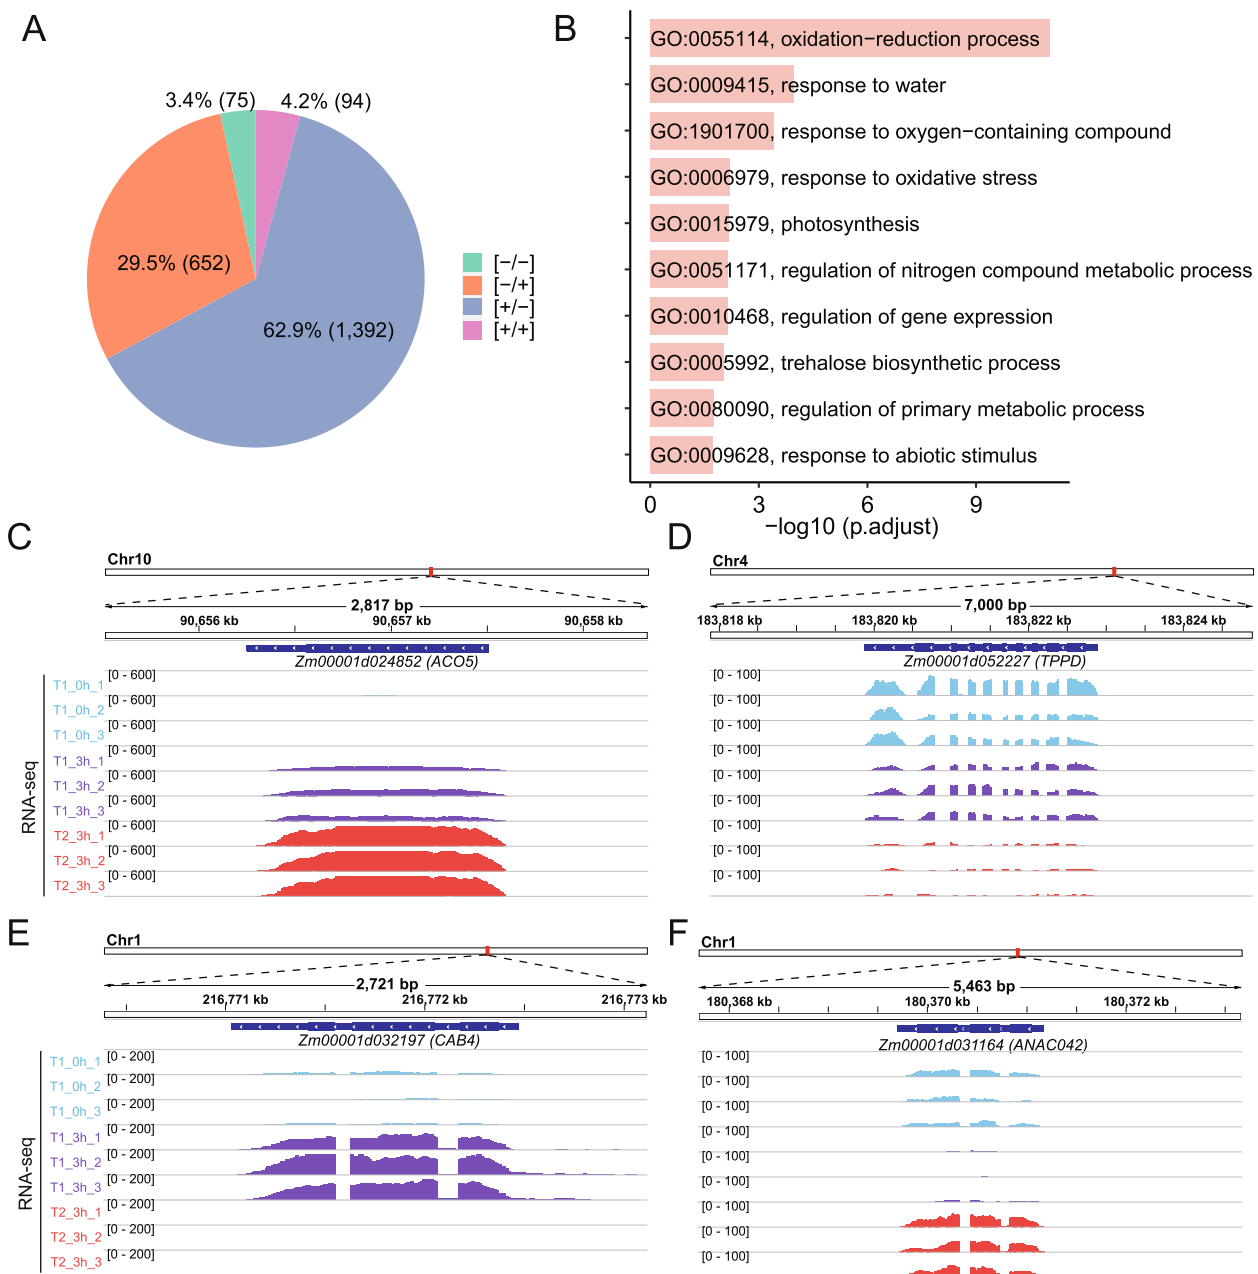 A
3.4% (75)
4.2% (94)
29.5% (652)
62.9% (1,392)
[−/−]
[−/+]
[+/−]
[+/+]
B
GO:0055114, oxidation−reduction process
GO:0009415, response to water
GO:1901700, response to oxygen−containing compound
GO:0006979, response to oxidative stress
GO:0015979, photosynthesis
GO:0051171, regulation of nitrogen compound metabolic process
GO:0010468, regulation of gene expression
GO:0005992, trehalose biosynthetic process
GO:0080090, regulation of primary metabolic process
GO:0009628, response to abiotic stimulus
0 3 6 9
−log10 (p.adjust)
C
Chr10
2,817 bp
90,656 kb 90,657 kb 90,658 kb
Zm00001d024852 (ACO5)
RNA-seq
T1_0h_1 [0 - 600]
T1_0h_2 [0 - 600]
T1_0h_3 [0 - 600]
T1_3h_1 [0 - 600]
T1_3h_2 [0 - 600]
T1_3h_3 [0 - 600]
T2_3h_1 [0 - 600]
T2_3h_2 [0 - 600]
T2_3h_3 [0 - 600]
D
Chr4
7,000 bp
183,818 kb 183,820 kb 183,822 kb 183,824 kb
Zm00001d052227 (TPPD)
[0 - 100]
[0 - 100]
[0 - 100]
[0 - 100]
[0 - 100]
[0 - 100]
[0 - 100]
[0 - 100]
[0 - 100]
E
Chr1
2,721 bp
216,771 kb 216,772 kb 216,773 kb
Zm00001d032197 (CAB4)
RNA-seq
T1_0h_1 [0 - 200]
T1_0h_2 [0 - 200]
T1_0h_3 [0 - 200]
T1_3h_1 [0 - 200]
T1_3h_2 [0 - 200]
T1_3h_3 [0 - 200]
T2_3h_1 [0 - 200]
T2_3h_2 [0 - 200]
T2_3h_3 [0 - 200]
F
Chr1
5,463 bp
180,368 kb 180,370 kb 180,372 kb
Zm00001d031164 (ANAC042)
[0 - 100]
[0 - 100]
[0 - 100]
[0 - 100]
[0 - 100]
[0 - 100]
[0 - 100]
[0 - 100]
[0 - 100]